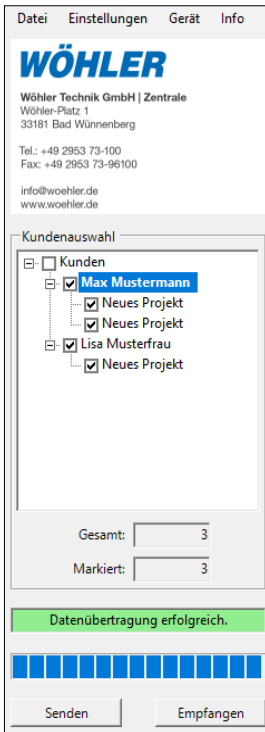 Datei Einstellungen Gerät Info
WÖHLER
Wöhler Technik GmbH | Zentrale
Wöhler-Platz 1
33181 Bad Wünnenberg
Tel.: +49 2953 73-100
Fax: +49 2953 73-96100
info@woehler.de
www.woehler.de
Kundenauswahl
Kunden
Max Mustermann
Neues Projekt
Neues Projekt
Lisa Musterfrau
Neues Projekt
Gesamt: 3
Markiert: 3
Datenübertragung erfolgreich.
Senden Empfangen